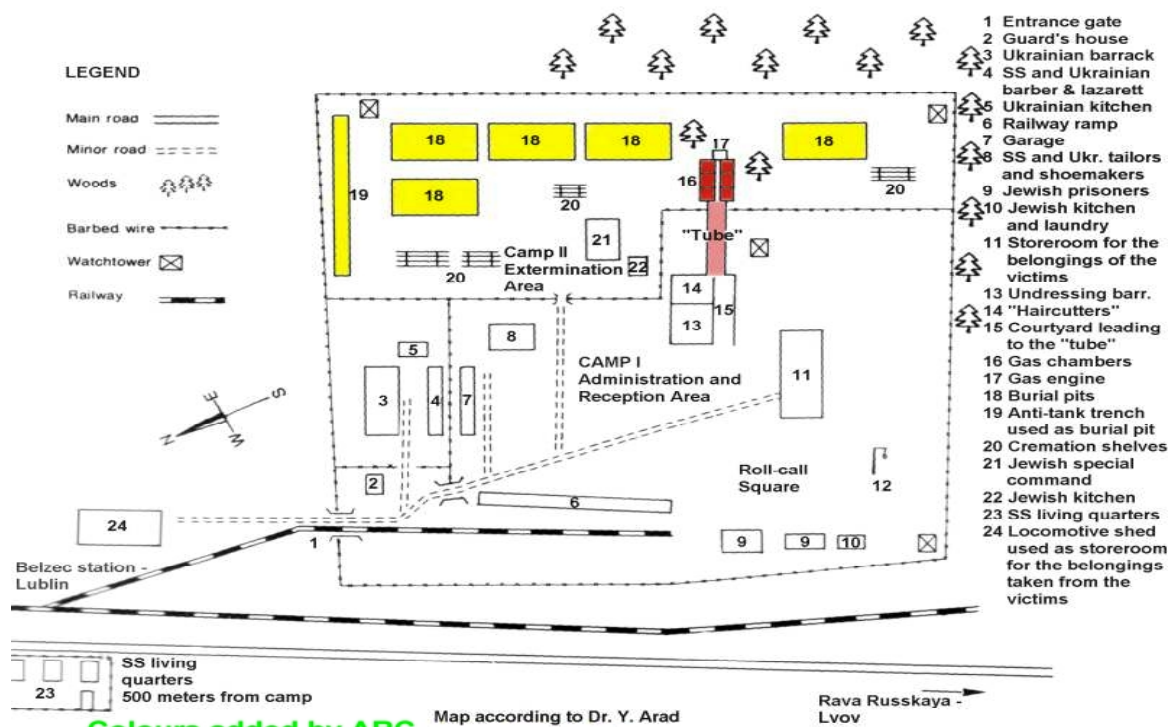 LEGEND
Main road
Minor road
Woods
Barbed wire
Watchtower
Railway
1 Entrance gate
2 Guard's house
3 Ukrainian barrack
4 SS and Ukrainian
barber & lazarett
5 Ukrainian kitchen
6 Railway ramp
7 Garage
8 SS and Ukr. tailors
and shoemakers
9 Jewish prisoners
10 Jewish kitchen
and laundry
11 Storeroom for the
belongings of the
victims
13 Undressing barr.
14 "Haircutters"
15 Courtyard leading
to the "tube"
16 Gas chambers
17 Gas engine
18 Burial pits
19 Anti-tank trench
used as burial pit
20 Cremation shelves
21 Jewish special
command
22 Jewish kitchen
23 SS living quarters
24 Locomotive shed
used as storeroom
for the belongings
taken from the
victims
18
18
18
17
18
19
18
20
16
20
21
"Tube"
Camp II
Extermination
Area
20
22
14
15
13
8
5
CAMP I
Administration and
Reception Area
3
4
7
11
E
S
N
W
2
Roll-call
Square
12
6
24
1
9
9
10
Belzec station -
Lublin
23
SS living
quarters
500 meters from camp
Colours added by ARC
Map according to Dr. Y. Arad
Rava Russkaya -
Lvov